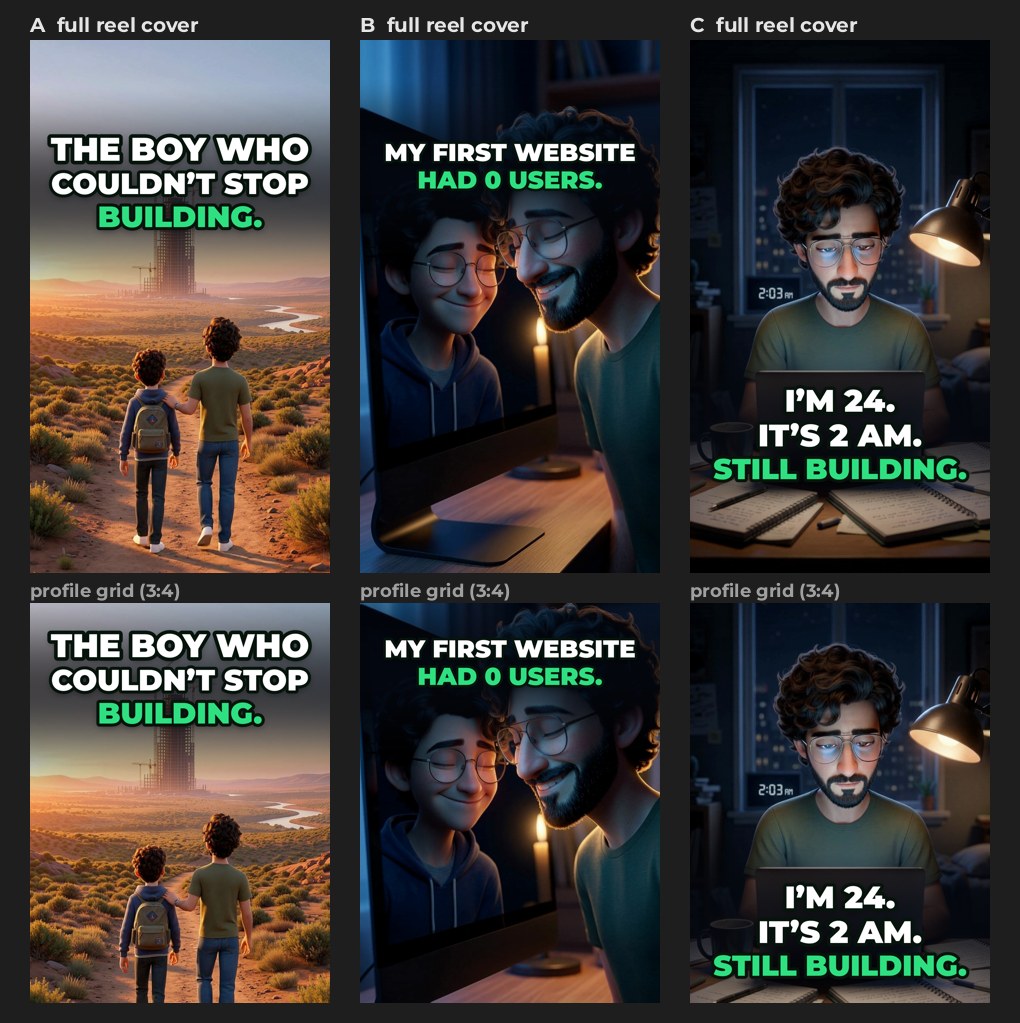 A full reel cover
THE BOY WHO
COULDN'T STOP
BUILDING.
B full reel cover
MY FIRST WEBSITE
HAD 0 USERS.
C full reel cover
2:03 AM
I'M 24.
IT'S 2 AM.
STILL BUILDING.
profile grid (3:4)
THE BOY WHO
COULDN'T STOP
BUILDING.
profile grid (3:4)
MY FIRST WEBSITE
HAD 0 USERS.
profile grid (3:4)
2:03 AM
I'M 24.
IT'S 2 AM.
STILL BUILDING.